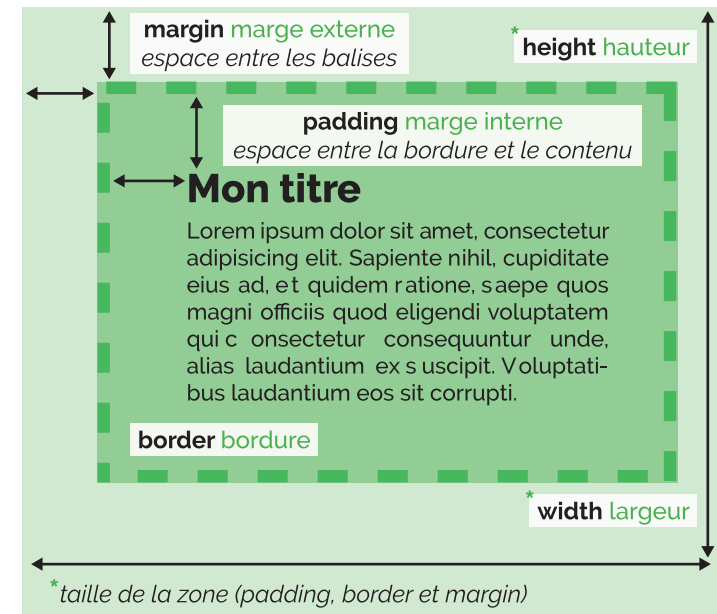 margin marge externe
espace entre les balises
*height hauteur
padding marge interne
espace entre la bordure et le contenu
Mon titre
Lorem ipsum dolor sit amet, consectetur
adipisicing elit. Sapiente nihil, cupiditate
eius ad, et quidem ratione, saepe quos
magni officiis quod eligendi voluptatem
qui c onsectetur consequuntur unde,
alias laudantium ex s uscipit. Voluptati-
bus laudantium eos sit corrupti.
border bordure
*width largeur
*taille de la zone (padding, border et margin)